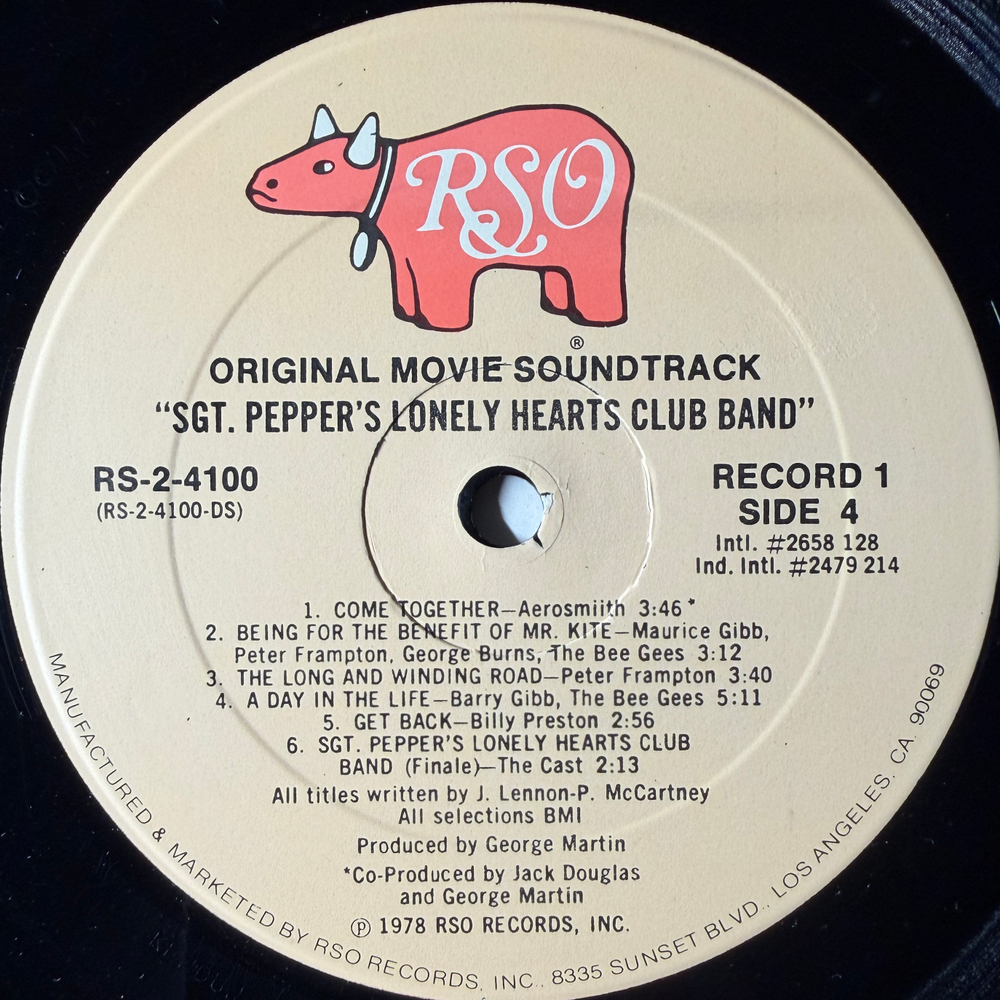 RSO
®
ORIGINAL MOVIE SOUNDTRACK
“SGT. PEPPER’S LONELY HEARTS CLUB BAND”
RS-2-4100
(RS-2-4100-DS)
RECORD 1
SIDE 4
Intl. #2658 128
Ind. Intl. #2479 214
1. COME TOGETHER—Aerosmiith 3:46*
2. BEING FOR THE BENEFIT OF MR. KITE—Maurice Gibb,
Peter Frampton, George Burns, The Bee Gees 3:12
3. THE LONG AND WINDING ROAD—Peter Frampton 3:40
4. A DAY IN THE LIFE—Barry Gibb, The Bee Gees 5:11
5. GET BACK—Billy Preston 2:56
6. SGT. PEPPER’S LONELY HEARTS CLUB
BAND (Finale)—The Cast 2:13
All titles written by J. Lennon-P. McCartney
All selections BMI
Produced by George Martin
*Co-Produced by Jack Douglas
and George Martin
℗ 1978 RSO RECORDS, INC.
MANUFACTURED & MARKETED BY RSO RECORDS, INC., 8335 SUNSET BLVD., LOS ANGELES, CA. 90069